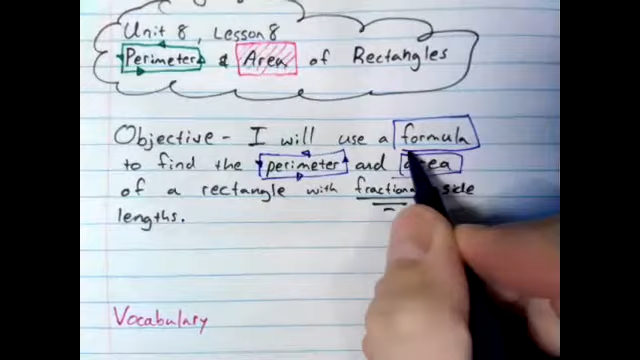 Unit 8, Lesson 8
Perimeter & Area of Rectangles
Objective - I will use a formula
to find the perimeter and area
of a rectangle with fractional side
lengths.
Vocabulary